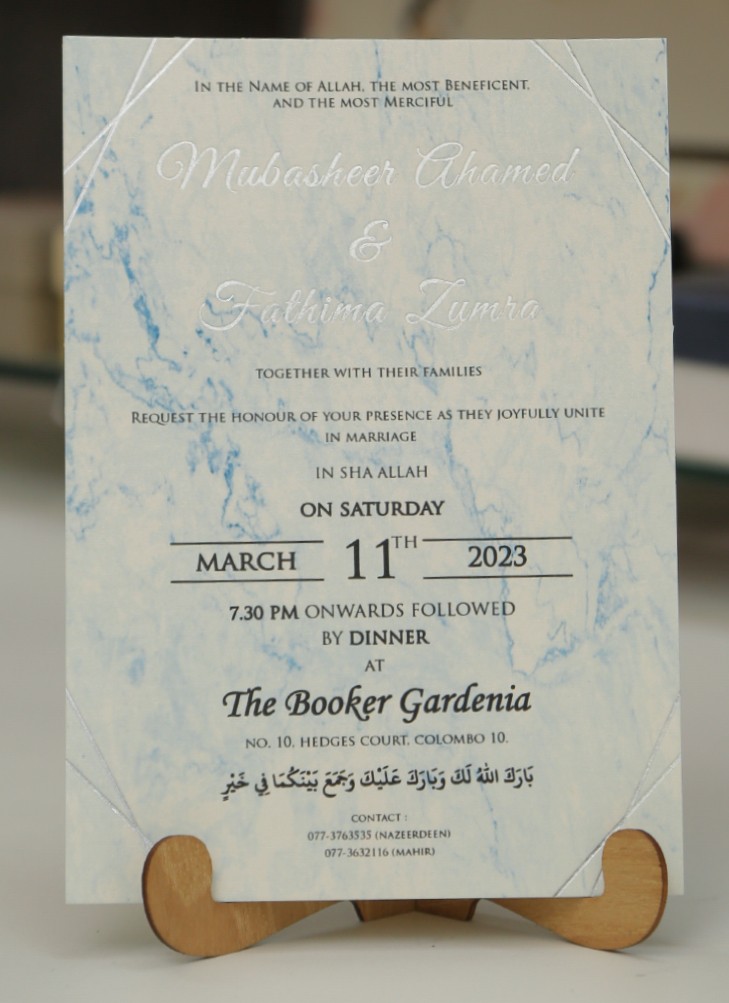 IN THE NAME OF ALLAH, THE MOST BENEFICENT,
AND THE MOST MERCIFUL
Mubasheer Ahamed
&
Fathima Zumra
TOGETHER WITH THEIR FAMILIES
REQUEST THE HONOUR OF YOUR PRESENCE AS THEY JOYFULLY UNITE
IN MARRIAGE
IN SHA ALLAH
ON SATURDAY
MARCH 11TH 2023
7.30 PM ONWARDS FOLLOWED
BY DINNER
AT
The Booker Gardenia
NO. 10, HEDGES COURT, COLOMBO 10.
بَارَكَ اللهُ لَكَ وَبَارَكَ عَلَيْكَ وَجَمَعَ بَيْنَكُمَا فِي خَيْرٍ
CONTACT :
077-3763535 (NAZEERDEEN)
077-3632116 (MAHIR)